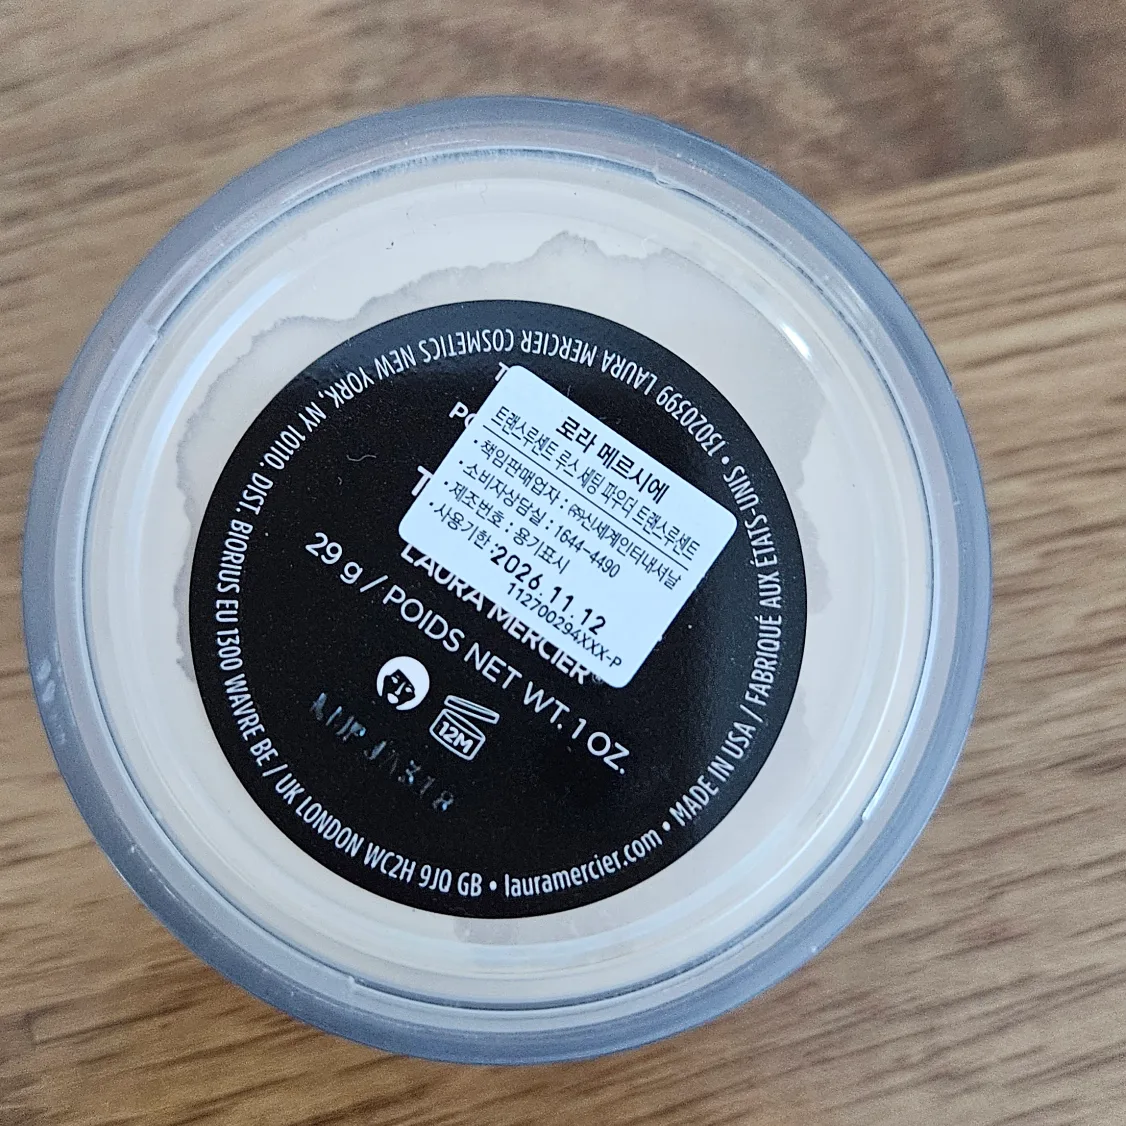 로라 메르시에
트랜스루센트 루스 세팅 파우더 트랜스루센트
· 책임판매업자 : ㈜신세계인터내셔날
· 소비자상담실 : 1644-4490
· 제조번호 : 용기표시
· 사용기한 : 2026.11.12
112700294XXX-P
LAURA MERCIER®
29 g / POIDS NET WT. 1 OZ.
12M
13020399 LAURA MERCIER COSMETICS NEW YORK, NY 10110. DIST. BIORIUS EU 1300 WAVRE BE / UK LONDON WC2H 9JQ GB • lauramercier.com • MADE IN USA / FABRIQUÉ AUX ÉTATS-UNIS •